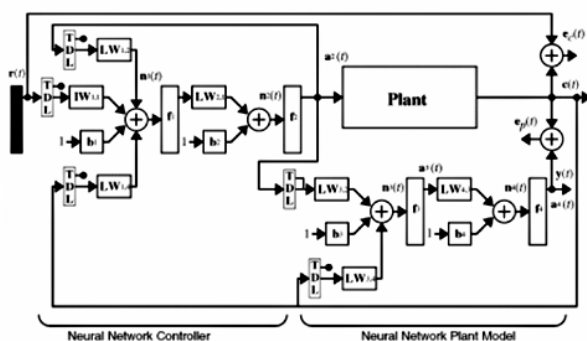 r(t)
T D L
LW1,2
n1(t)
a2(t)
ec(t)
c(t)
T D L
IW1,1
LW2,1
n2(t)
Plant
1
b1
f1
1
b2
f2
ep(t)
T D L
LW1,4
T D L
LW3,2
n3(t)
a3(t)
LW4,3
n4(t)
y(t)
a4(t)
1
b3
f3
1
b4
f4
T D L
LW3,4
Neural Network Controller
Neural Network Plant Model